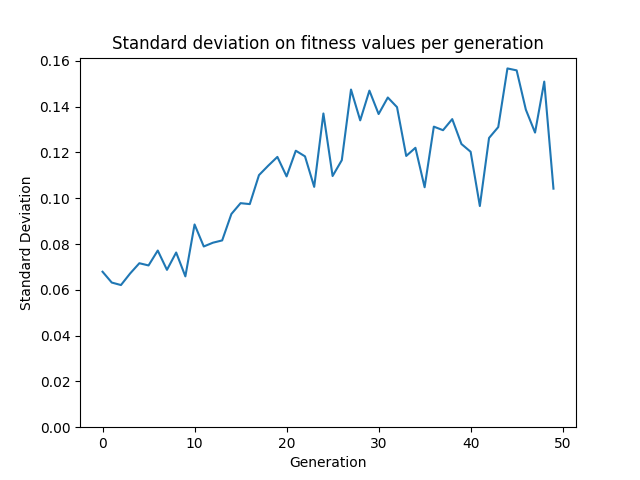 Standard deviation on fitness values per generation
0.16
0.14
0.12
0.10
0.08
0.06
0.04
0.02
0.00
Standard Deviation
0 10 20 30 40 50
Generation